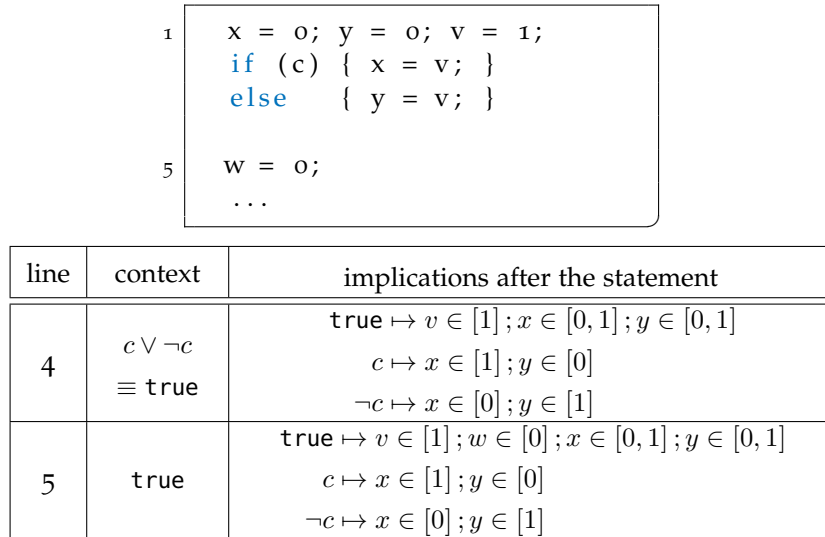 1 x = 0; y = 0; v = 1;
if (c) { x = v; }
else { y = v; }
5 w = 0;
...
line context implications after the statement
4 c ∨ ¬c ≡ true
true ↦ v ∈ [1] ; x ∈ [0, 1] ; y ∈ [0, 1]
c ↦ x ∈ [1] ; y ∈ [0]
¬c ↦ x ∈ [0] ; y ∈ [1]
5 true
true ↦ v ∈ [1] ; w ∈ [0] ; x ∈ [0, 1] ; y ∈ [0, 1]
c ↦ x ∈ [1] ; y ∈ [0]
¬c ↦ x ∈ [0] ; y ∈ [1]